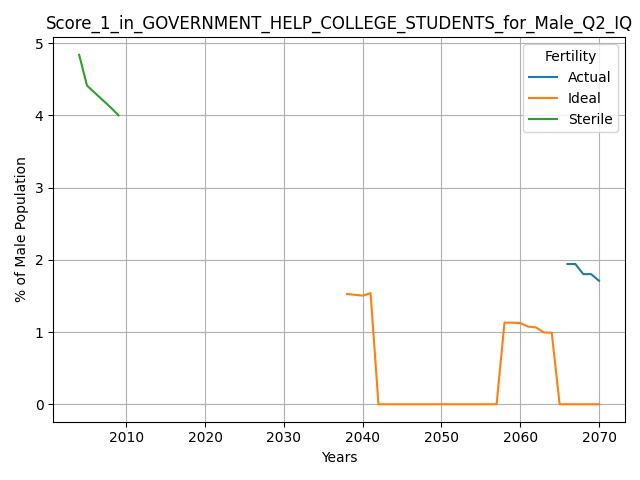 Score_1_in_GOVERNMENT_HELP_COLLEGE_STUDENTS_for_Male_Q2_IQ
Fertility
Actual
Ideal
Sterile
% of Male Population
5
4
3
2
1
0
2010 2020 2030 2040 2050 2060 2070
Years